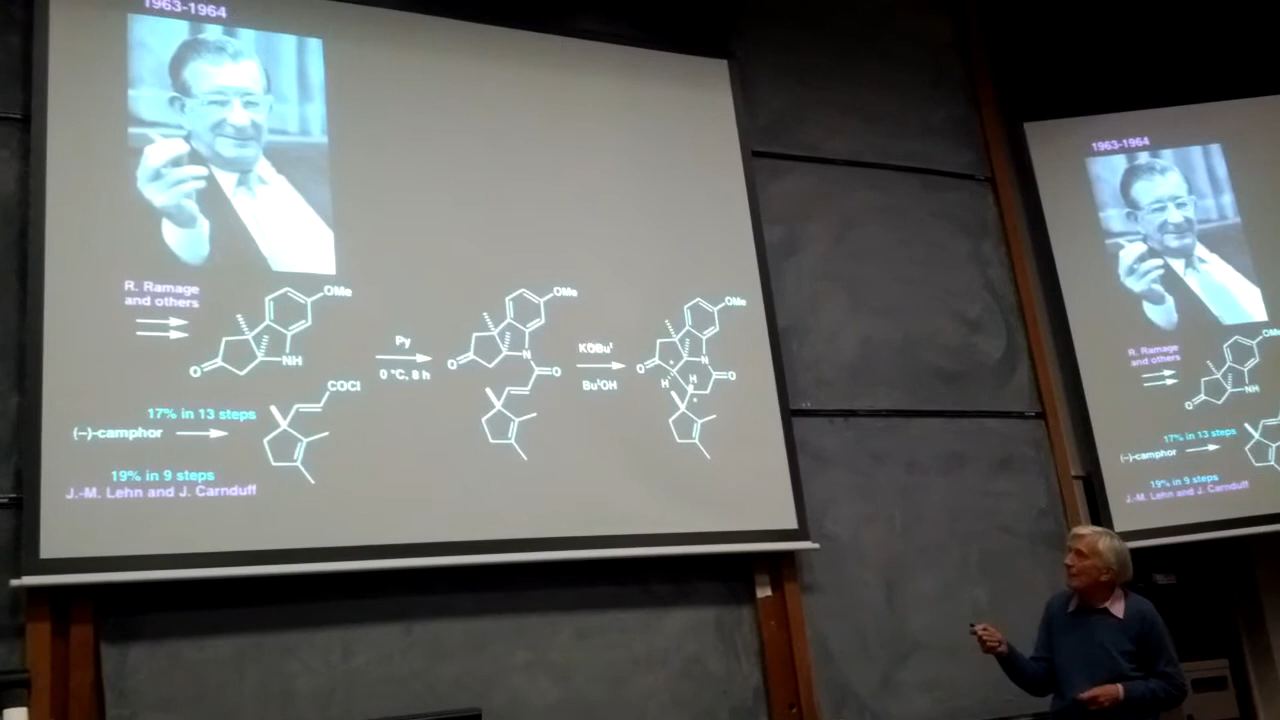 1963-1964
R. Ramage
and others
OMe
O
NH
Py
0 °C, 8 h
OMe
O
N
O
KOBuᵗ
BuᵗOH
OMe
O
N
O
H
H
*
*
COCl
17% in 13 steps
(–)-camphor
19% in 9 steps
J.-M. Lehn and J. Carnduff
1963-1964
R. Ramage
and others
OMe
O
NH
17% in 13 steps
(–)-camphor
19% in 9 steps
J.-M. Lehn and J. Carnduff